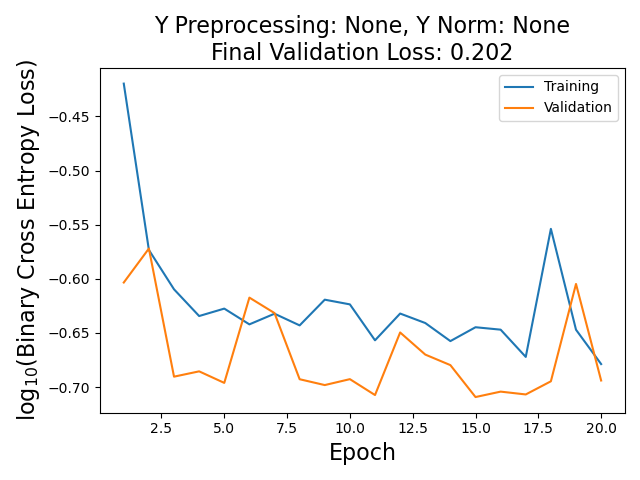 Y Preprocessing: None, Y Norm: None
Final Validation Loss: 0.202
Training
Validation
log₁₀(Binary Cross Entropy Loss)
−0.45
−0.50
−0.55
−0.60
−0.65
−0.70
2.5
5.0
7.5
10.0
12.5
15.0
17.5
20.0
Epoch